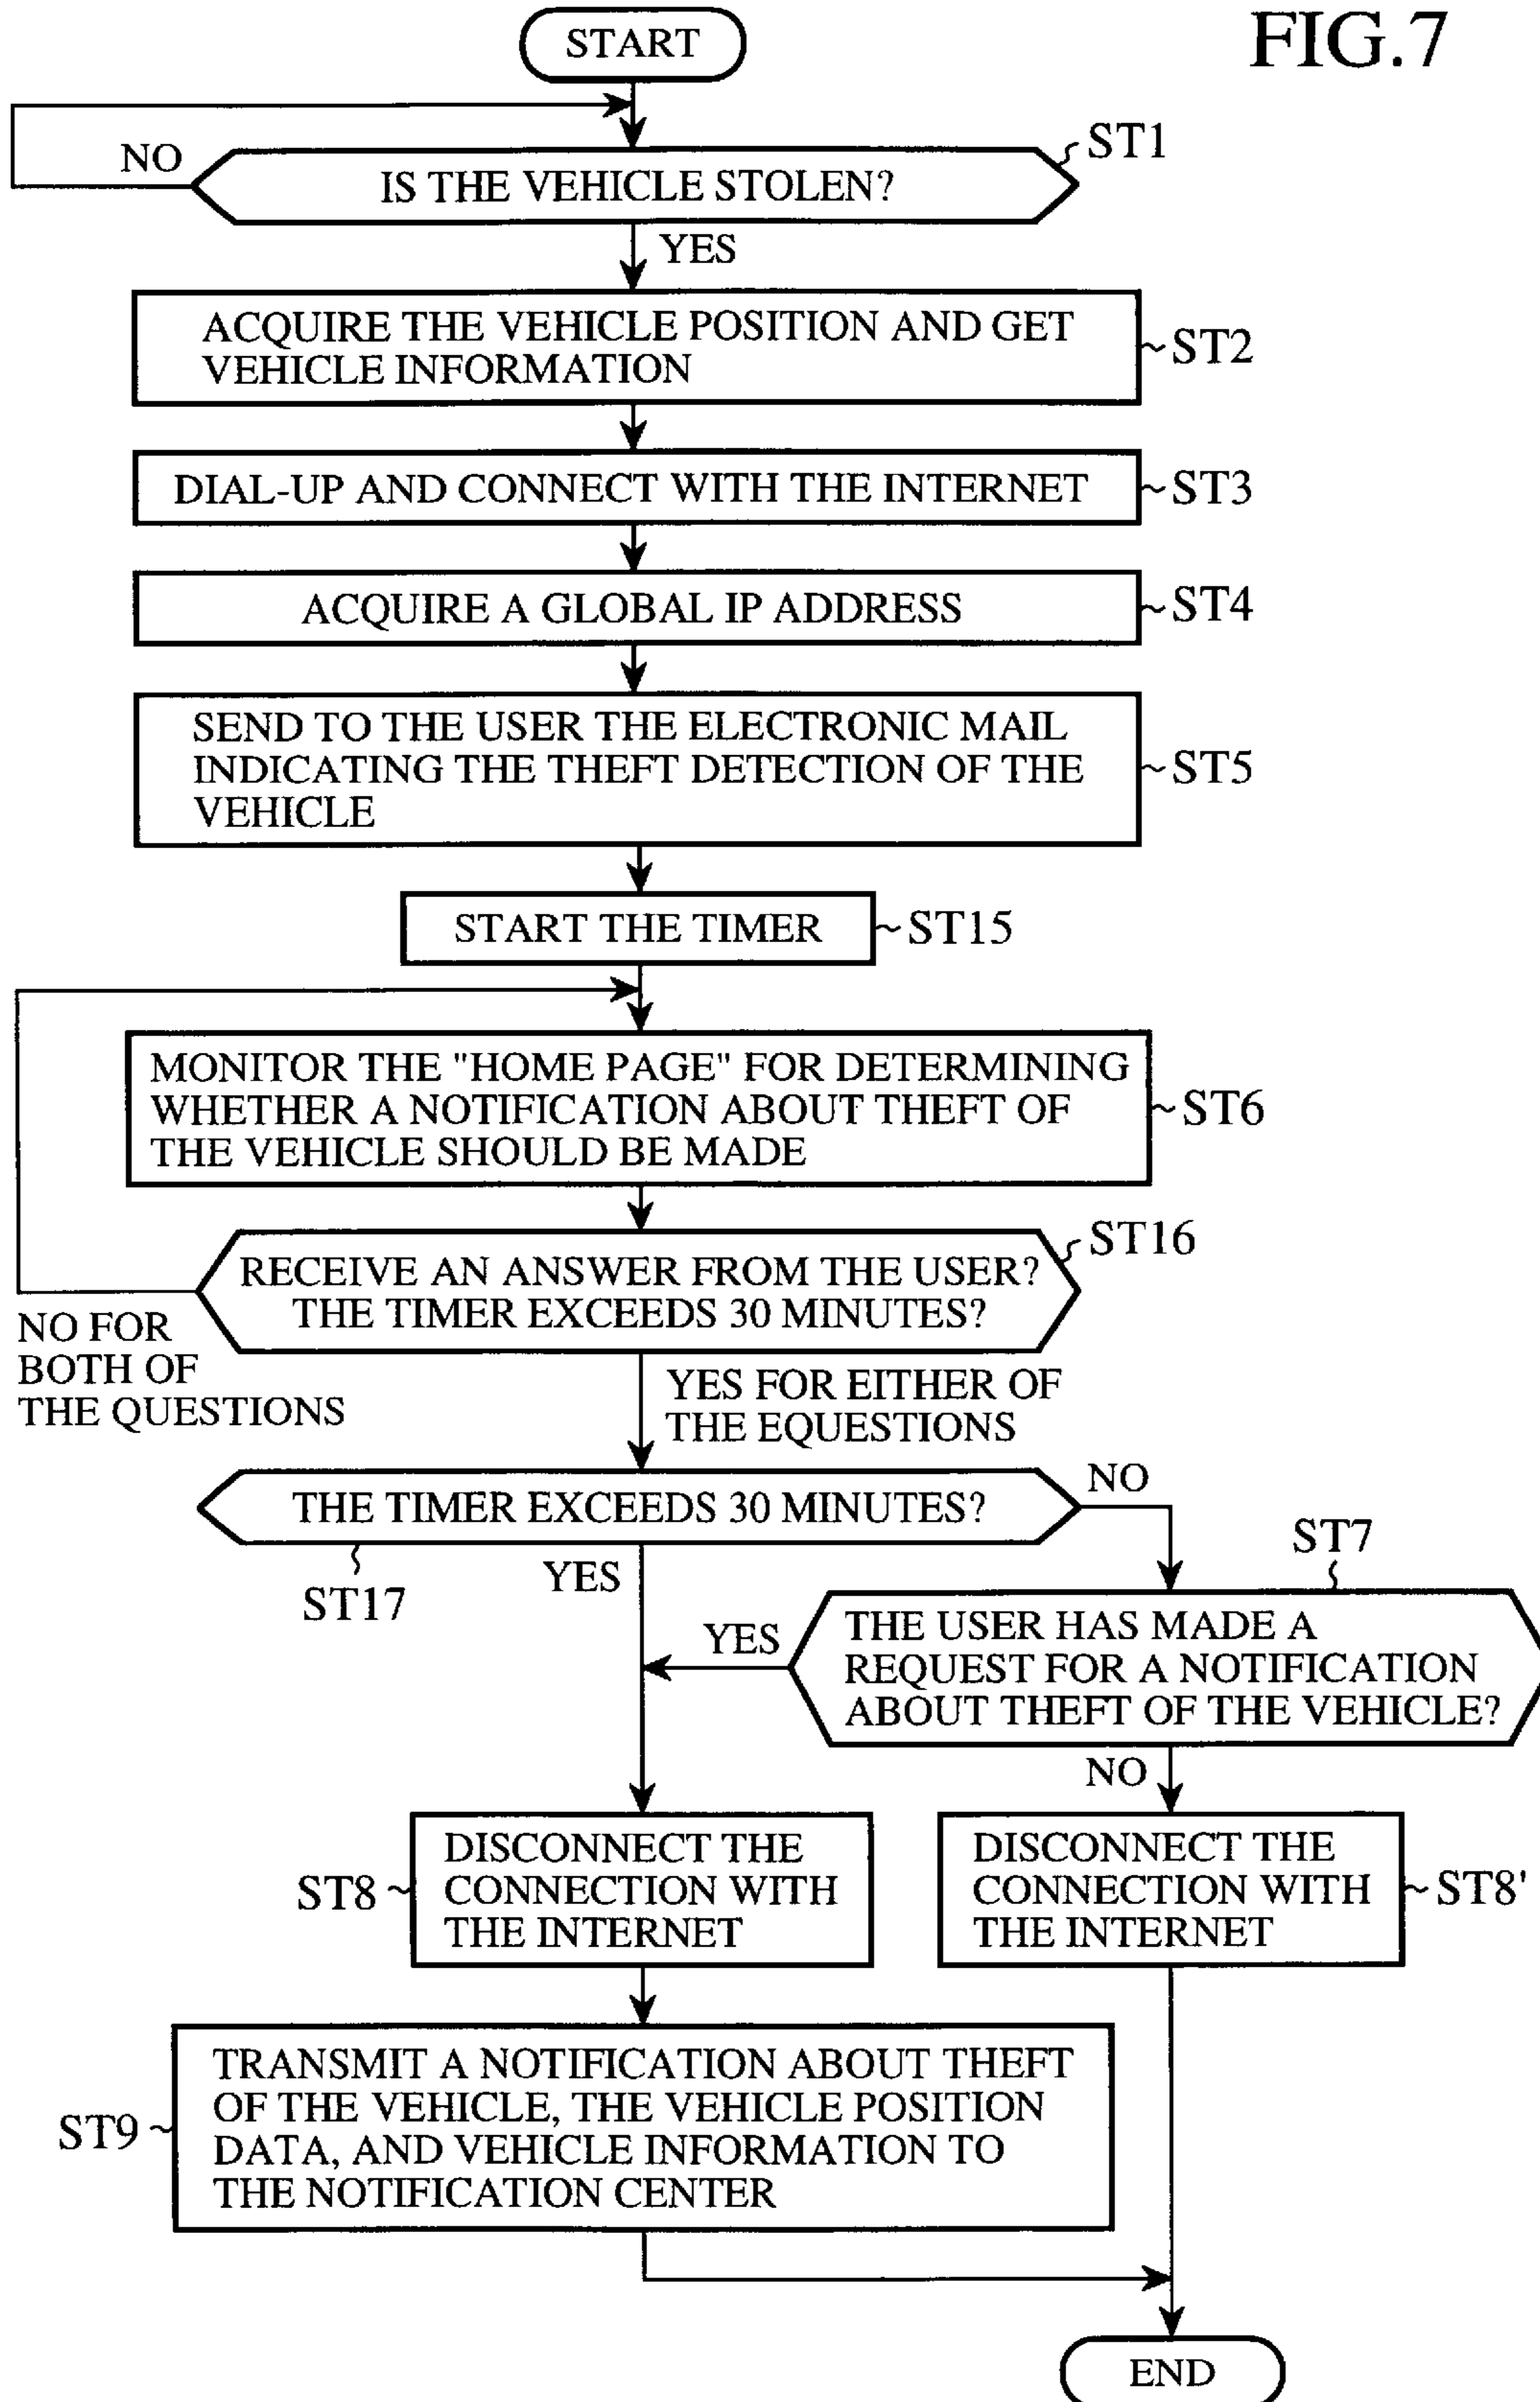 FIG.7
START
ST1
NO
IS THE VEHICLE STOLEN?
YES
ACQUIRE THE VEHICLE POSITION AND GET
VEHICLE INFORMATION
ST2
DIAL-UP AND CONNECT WITH THE INTERNET
ST3
ACQUIRE A GLOBAL IP ADDRESS
ST4
SEND TO THE USER THE ELECTRONIC MAIL
INDICATING THE THEFT DETECTION OF THE
VEHICLE
ST5
START THE TIMER
ST15
MONITOR THE "HOME PAGE" FOR DETERMINING
WHETHER A NOTIFICATION ABOUT THEFT OF
THE VEHICLE SHOULD BE MADE
ST6
ST16
RECEIVE AN ANSWER FROM THE USER?
THE TIMER EXCEEDS 30 MINUTES?
NO FOR
BOTH OF
THE QUESTIONS
YES FOR EITHER OF
THE EQUESTIONS
THE TIMER EXCEEDS 30 MINUTES?
NO
ST17
YES
ST7
THE USER HAS MADE A
REQUEST FOR A NOTIFICATION
ABOUT THEFT OF THE VEHICLE?
YES
NO
ST8
DISCONNECT THE
CONNECTION WITH
THE INTERNET
DISCONNECT THE
CONNECTION WITH
THE INTERNET
ST8'
ST9
TRANSMIT A NOTIFICATION ABOUT THEFT
OF THE VEHICLE, THE VEHICLE POSITION
DATA, AND VEHICLE INFORMATION TO
THE NOTIFICATION CENTER
END